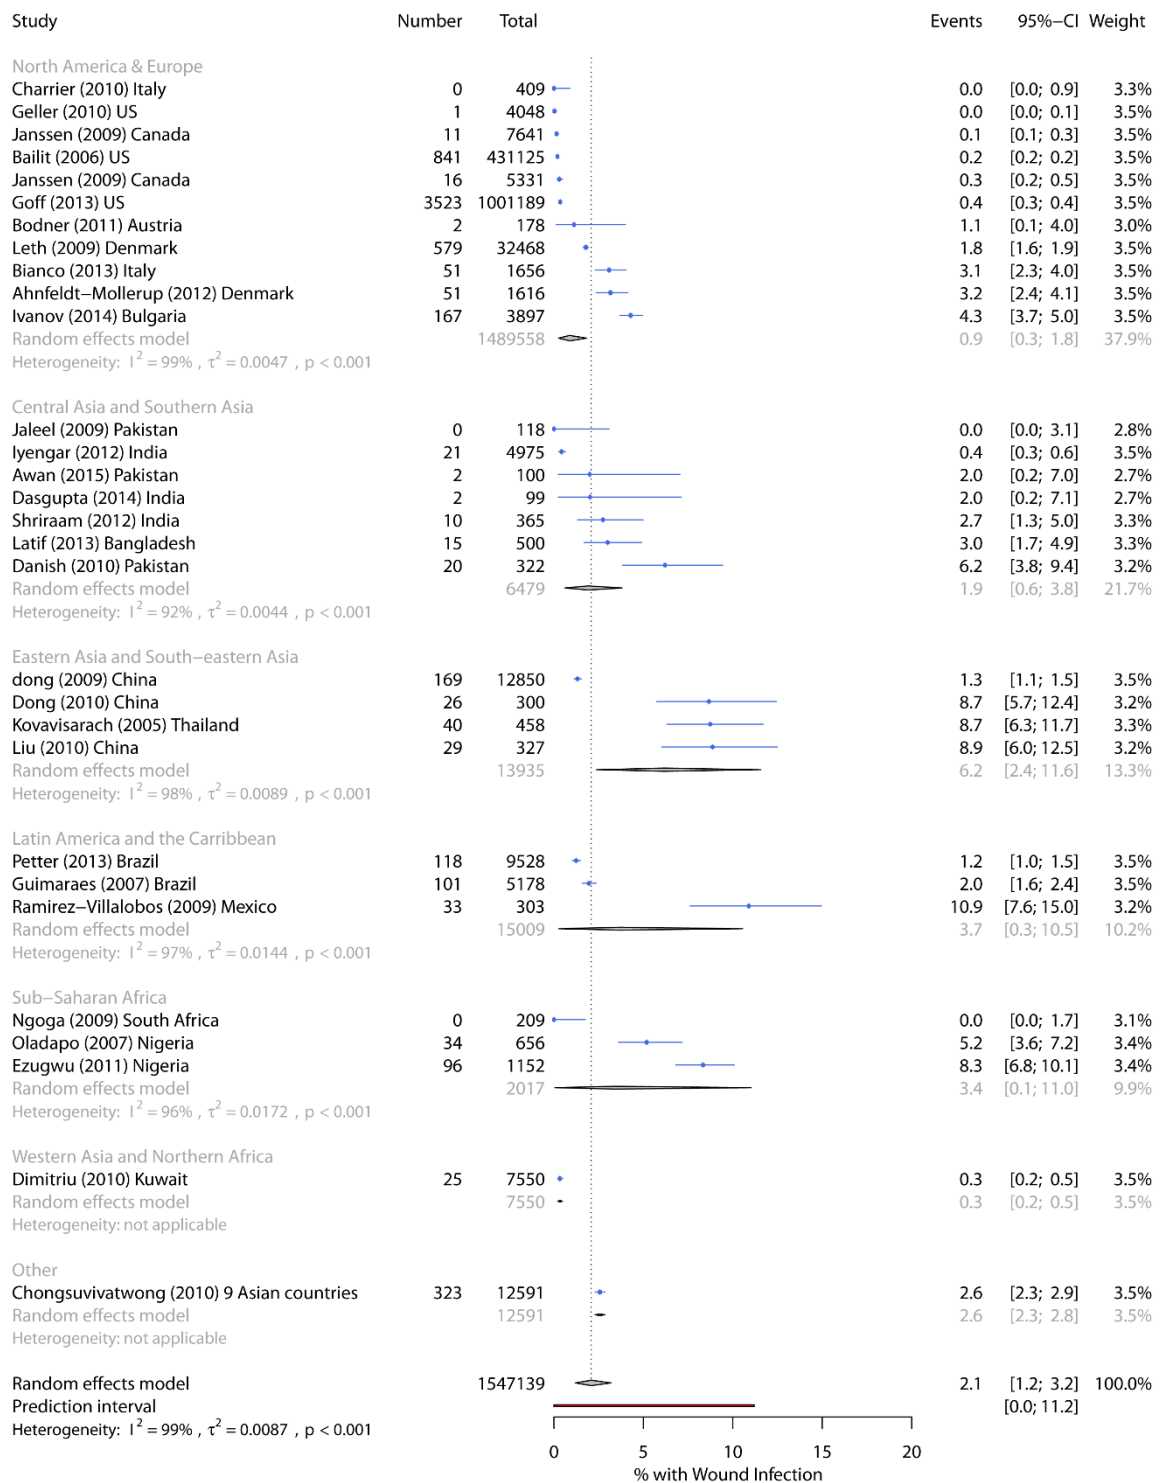 Study Number Total Events 95%−CI Weight
North America & Europe
Charrier (2010) Italy 0 409 0.0 [0.0; 0.9] 3.3%
Geller (2010) US 1 4048 0.0 [0.0; 0.1] 3.5%
Janssen (2009) Canada 11 7641 0.1 [0.1; 0.3] 3.5%
Bailit (2006) US 841 431125 0.2 [0.2; 0.2] 3.5%
Janssen (2009) Canada 16 5331 0.3 [0.2; 0.5] 3.5%
Goff (2013) US 3523 1001189 0.4 [0.3; 0.4] 3.5%
Bodner (2011) Austria 2 178 1.1 [0.1; 4.0] 3.0%
Leth (2009) Denmark 579 32468 1.8 [1.6; 1.9] 3.5%
Bianco (2013) Italy 51 1656 3.1 [2.3; 4.0] 3.5%
Ahnfeldt−Mollerup (2012) Denmark 51 1616 3.2 [2.4; 4.1] 3.5%
Ivanov (2014) Bulgaria 167 3897 4.3 [3.7; 5.0] 3.5%
Random effects model 1489558 0.9 [0.3; 1.8] 37.9%
Heterogeneity: I² = 99% , τ² = 0.0047 , p < 0.001
Central Asia and Southern Asia
Jaleel (2009) Pakistan 0 118 0.0 [0.0; 3.1] 2.8%
Iyengar (2012) India 21 4975 0.4 [0.3; 0.6] 3.5%
Awan (2015) Pakistan 2 100 2.0 [0.2; 7.0] 2.7%
Dasgupta (2014) India 2 99 2.0 [0.2; 7.1] 2.7%
Shriraam (2012) India 10 365 2.7 [1.3; 5.0] 3.3%
Latif (2013) Bangladesh 15 500 3.0 [1.7; 4.9] 3.3%
Danish (2010) Pakistan 20 322 6.2 [3.8; 9.4] 3.2%
Random effects model 6479 1.9 [0.6; 3.8] 21.7%
Heterogeneity: I² = 92% , τ² = 0.0044 , p < 0.001
Eastern Asia and South−eastern Asia
dong (2009) China 169 12850 1.3 [1.1; 1.5] 3.5%
Dong (2010) China 26 300 8.7 [5.7; 12.4] 3.2%
Kovavisarach (2005) Thailand 40 458 8.7 [6.3; 11.7] 3.3%
Liu (2010) China 29 327 8.9 [6.0; 12.5] 3.2%
Random effects model 13935 6.2 [2.4; 11.6] 13.3%
Heterogeneity: I² = 98% , τ² = 0.0089 , p < 0.001
Latin America and the Carribbean
Petter (2013) Brazil 118 9528 1.2 [1.0; 1.5] 3.5%
Guimaraes (2007) Brazil 101 5178 2.0 [1.6; 2.4] 3.5%
Ramirez−Villalobos (2009) Mexico 33 303 10.9 [7.6; 15.0] 3.2%
Random effects model 15009 3.7 [0.3; 10.5] 10.2%
Heterogeneity: I² = 97% , τ² = 0.0144 , p < 0.001
Sub−Saharan Africa
Ngoga (2009) South Africa 0 209 0.0 [0.0; 1.7] 3.1%
Oladapo (2007) Nigeria 34 656 5.2 [3.6; 7.2] 3.4%
Ezugwu (2011) Nigeria 96 1152 8.3 [6.8; 10.1] 3.4%
Random effects model 2017 3.4 [0.1; 11.0] 9.9%
Heterogeneity: I² = 96% , τ² = 0.0172 , p < 0.001
Western Asia and Northern Africa
Dimitriu (2010) Kuwait 25 7550 0.3 [0.2; 0.5] 3.5%
Random effects model 7550 0.3 [0.2; 0.5] 3.5%
Heterogeneity: not applicable
Other
Chongsuvivatwong (2010) 9 Asian countries 323 12591 2.6 [2.3; 2.9] 3.5%
Random effects model 12591 2.6 [2.3; 2.8] 3.5%
Heterogeneity: not applicable
Random effects model 1547139 2.1 [1.2; 3.2] 100.0%
Prediction interval [0.0; 11.2]
Heterogeneity: I² = 99% , τ² = 0.0087 , p < 0.001
0 5 10 15 20
% with Wound Infection